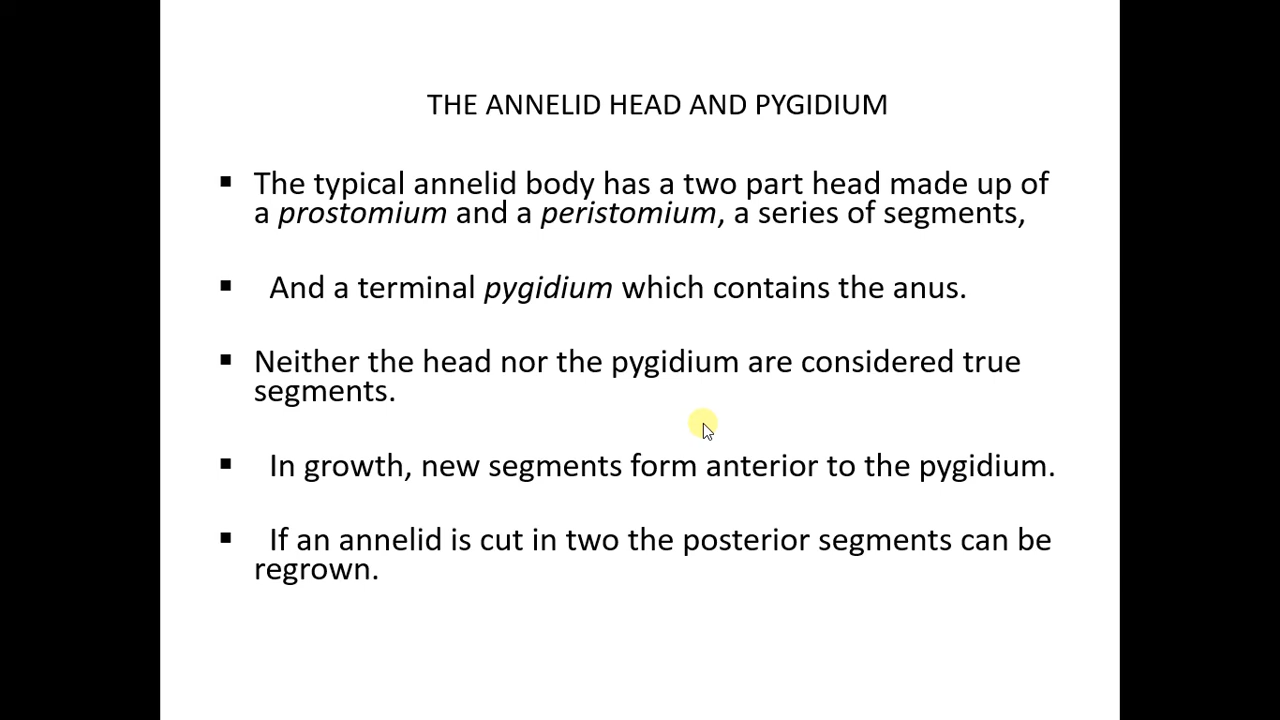 THE ANNELID HEAD AND PYGIDIUM
▪ The typical annelid body has a two part head made up of
a prostomium and a peristomium, a series of segments,
▪ And a terminal pygidium which contains the anus.
▪ Neither the head nor the pygidium are considered true
segments.
▪ In growth, new segments form anterior to the pygidium.
▪ If an annelid is cut in two the posterior segments can be
regrown.